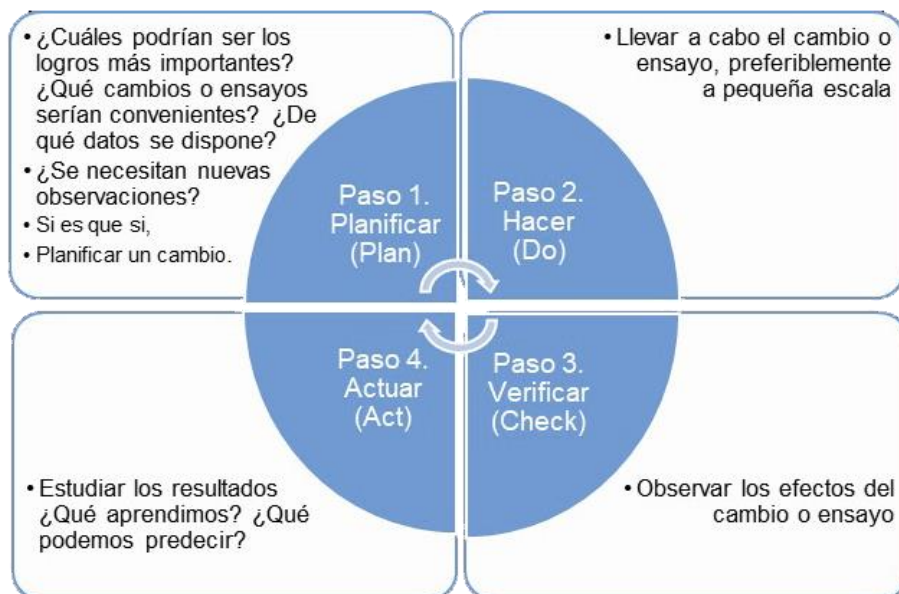 • ¿Cuáles podrían ser los
logros más importantes?
¿Qué cambios o ensayos
serían convenientes? ¿De
qué datos se dispone?
• ¿Se necesitan nuevas
observaciones?
• Si es que si,
• Planificar un cambio.
• Llevar a cabo el cambio o
ensayo, preferiblemente
a pequeña escala
Paso 1.
Planificar
(Plan)
Paso 2.
Hacer
(Do)
Paso 4.
Actuar
(Act)
Paso 3.
Verificar
(Check)
• Estudiar los resultados
¿Qué aprendimos? ¿Qué
podemos predecir?
• Observar los efectos del
cambio o ensayo